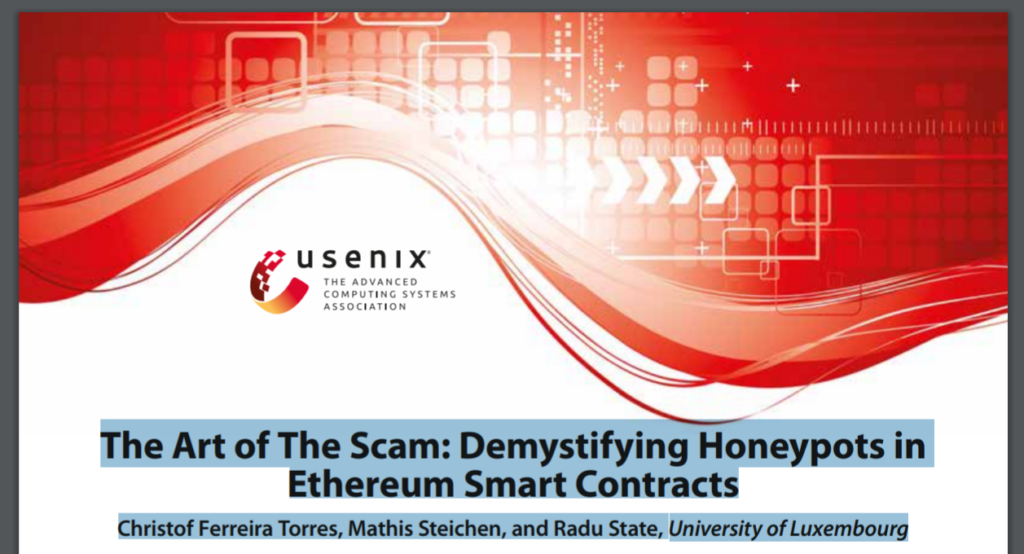 usenix®
THE ADVANCED
COMPUTING SYSTEMS
ASSOCIATION
The Art of The Scam: Demystifying Honeypots in
Ethereum Smart Contracts
Christof Ferreira Torres, Mathis Steichen, and Radu State, University of Luxembourg